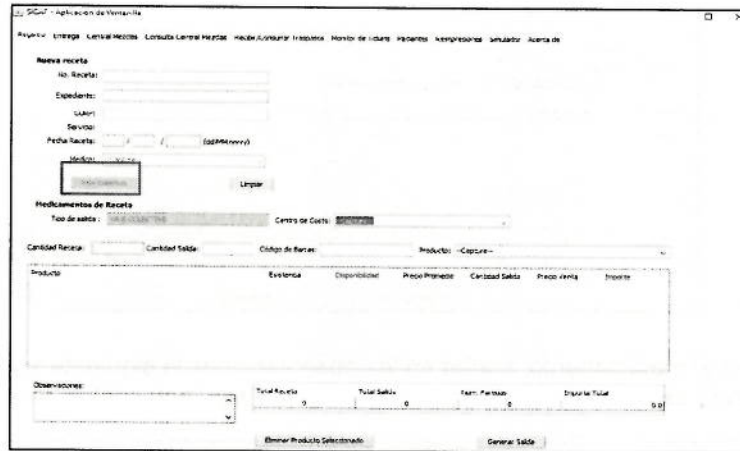 SIGAF - Aplicación de Ventanilla
Registro Entrega Central Mezclas Consulta Central Mezclas Recibir/Consultar Traspasos Monitor de Tickets Pacientes Reimpresiones Simulador Acerca de
Nueva receta
No. Receta:
Expediente:
CURP:
Servicio:
Fecha Receta: / / (dd/MM/yyyy)
Medico:
Limpiar
Medicamentos de Receta
Tipo de salida: Centro de Costo:
Cantidad Receta: Cantidad Salida: Código de Barras: Producto: --Capture--
Producto Existencia Disponibilidad Precio Promedio Cantidad Salida Precio Venta Importe
Observaciones:
Total Receta Total Salida Importe Total
0 0 0 0.0
Eliminar Producto Seleccionado Generar Salida